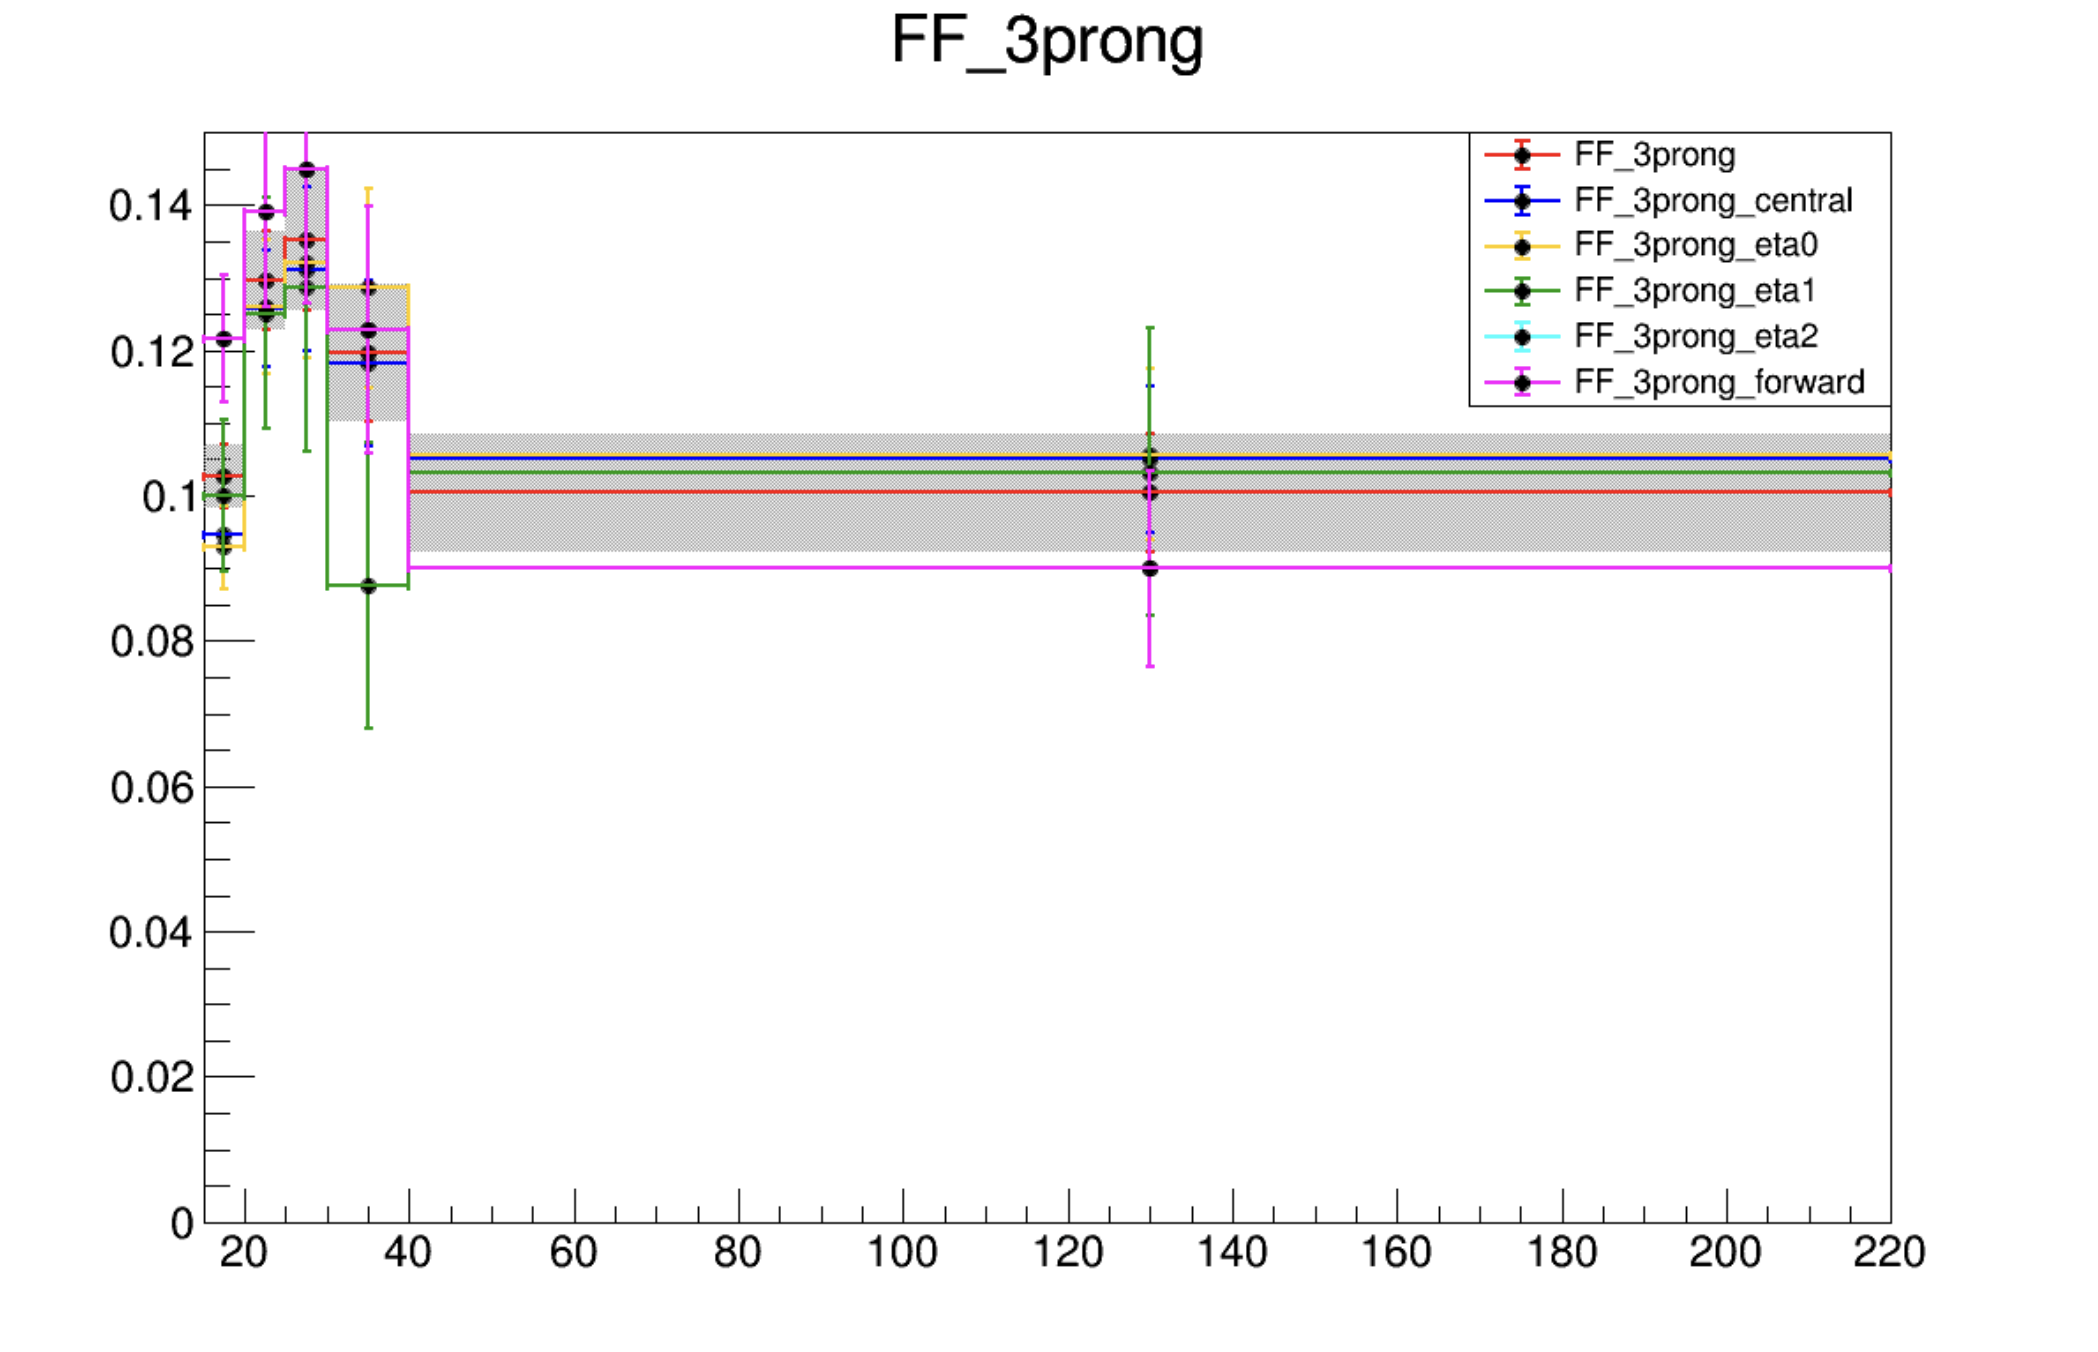 FF_3prong
FF_3prong
FF_3prong_central
FF_3prong_eta0
FF_3prong_eta1
FF_3prong_eta2
FF_3prong_forward
0.14
0.12
0.1
0.08
0.06
0.04
0.02
0
20 40 60 80 100 120 140 160 180 200 220